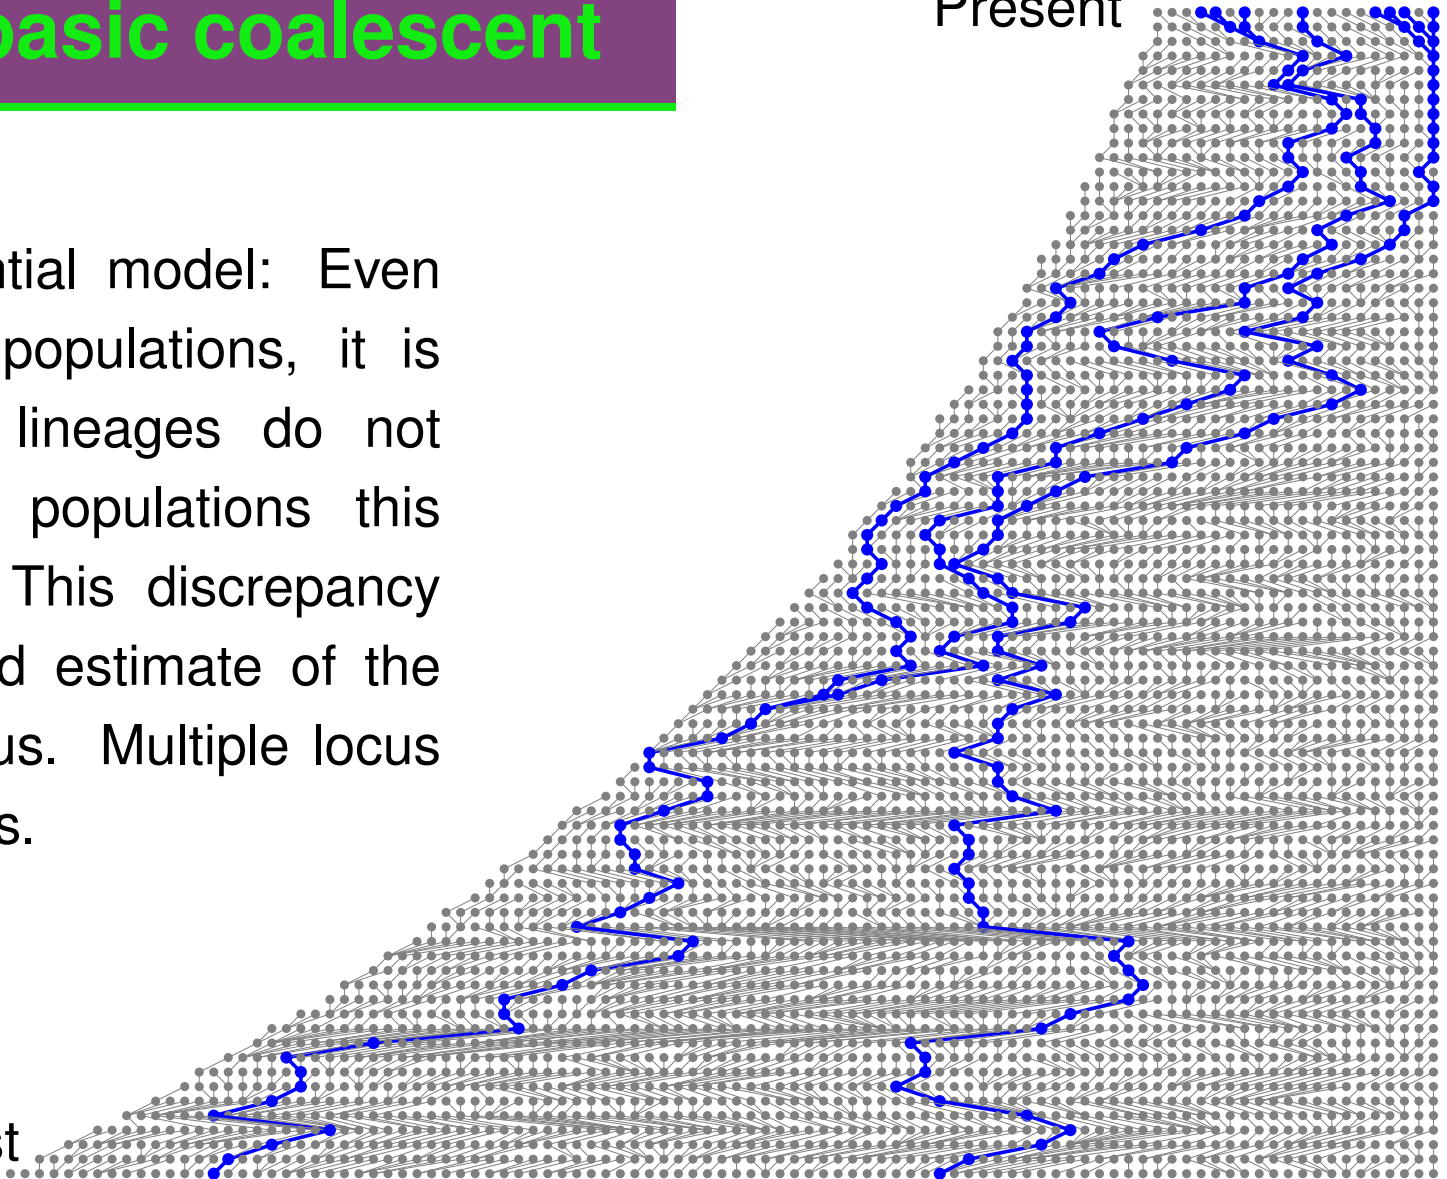 basic coalescent
Present
ntial model: Even
populations, it is
lineages do not
populations this
This discrepancy
d estimate of the
us. Multiple locus
s.
st